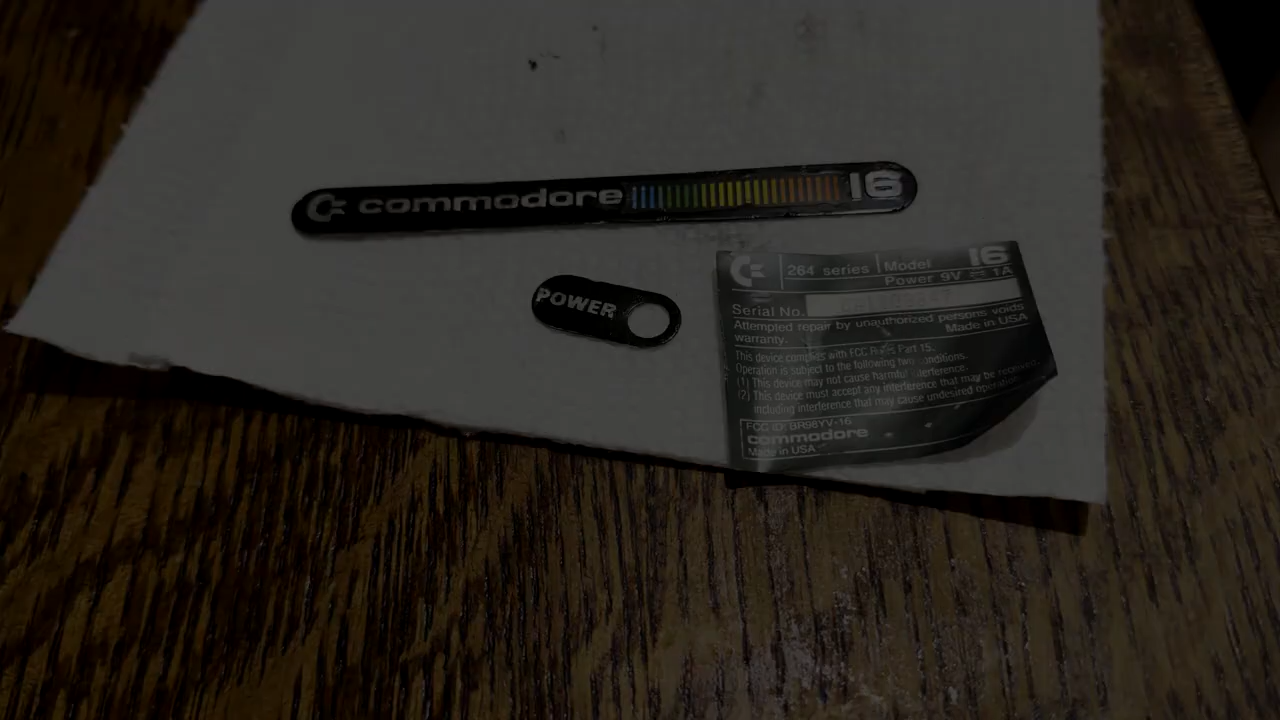 commodore 16
POWER
264 series Model 16
Power 9V 1A
Serial No.
Attempted repair by unauthorized persons voids
warranty. Made in USA
This device complies with FCC Rules Part 15.
Operation is subject to the following two conditions.
(1) This device may not cause harmful interference.
(2) This device must accept any interference that may be received,
including interference that may cause undesired operation.
FCC ID: BR98YV-16
commodore
Made in USA